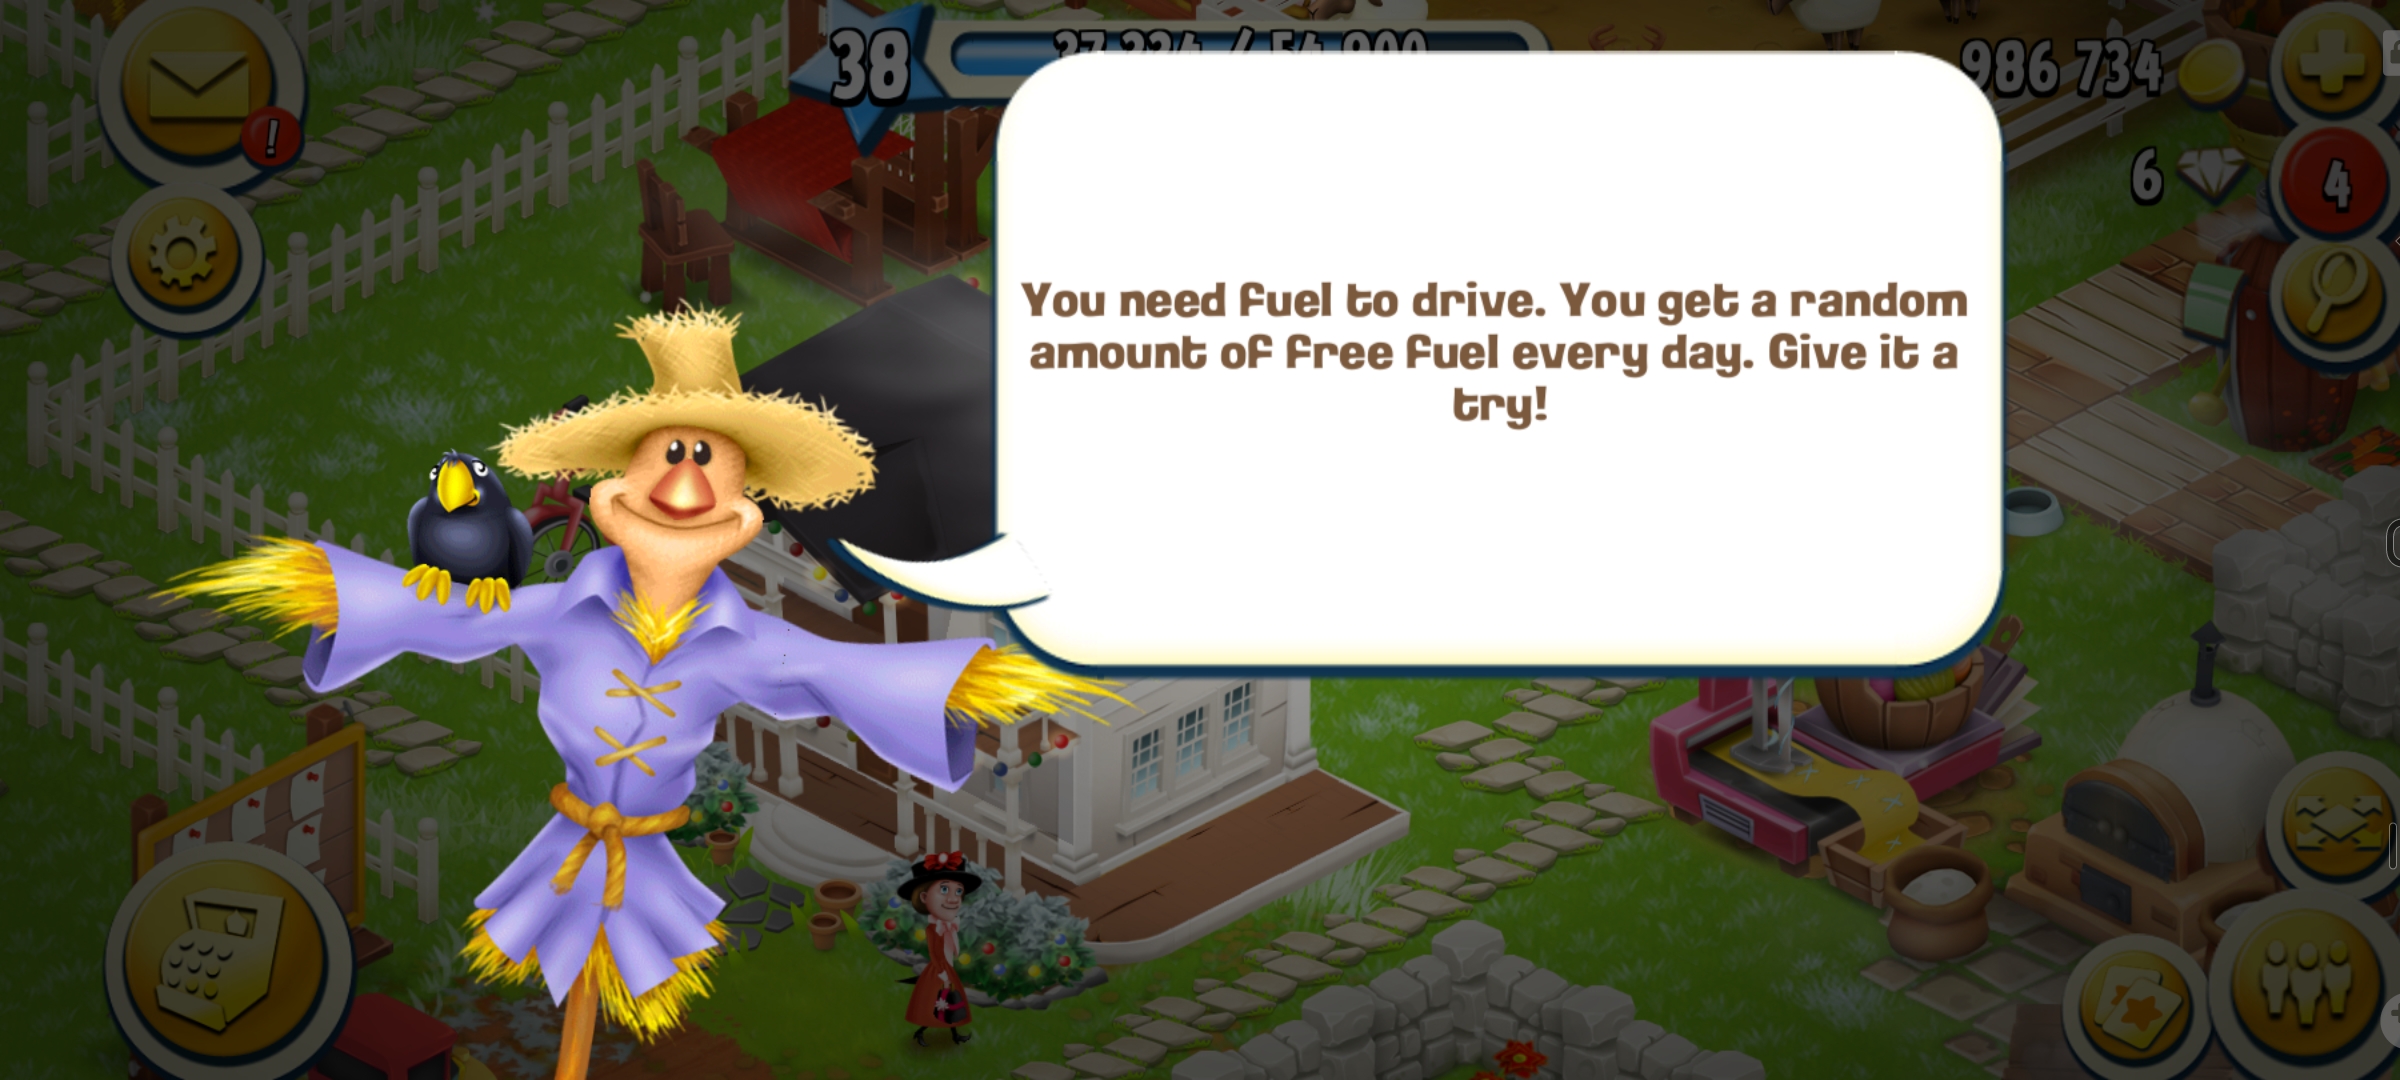 38
986 734
6
4
!
You need fuel to drive. You get a random
amount of free fuel every day. Give it a
try!